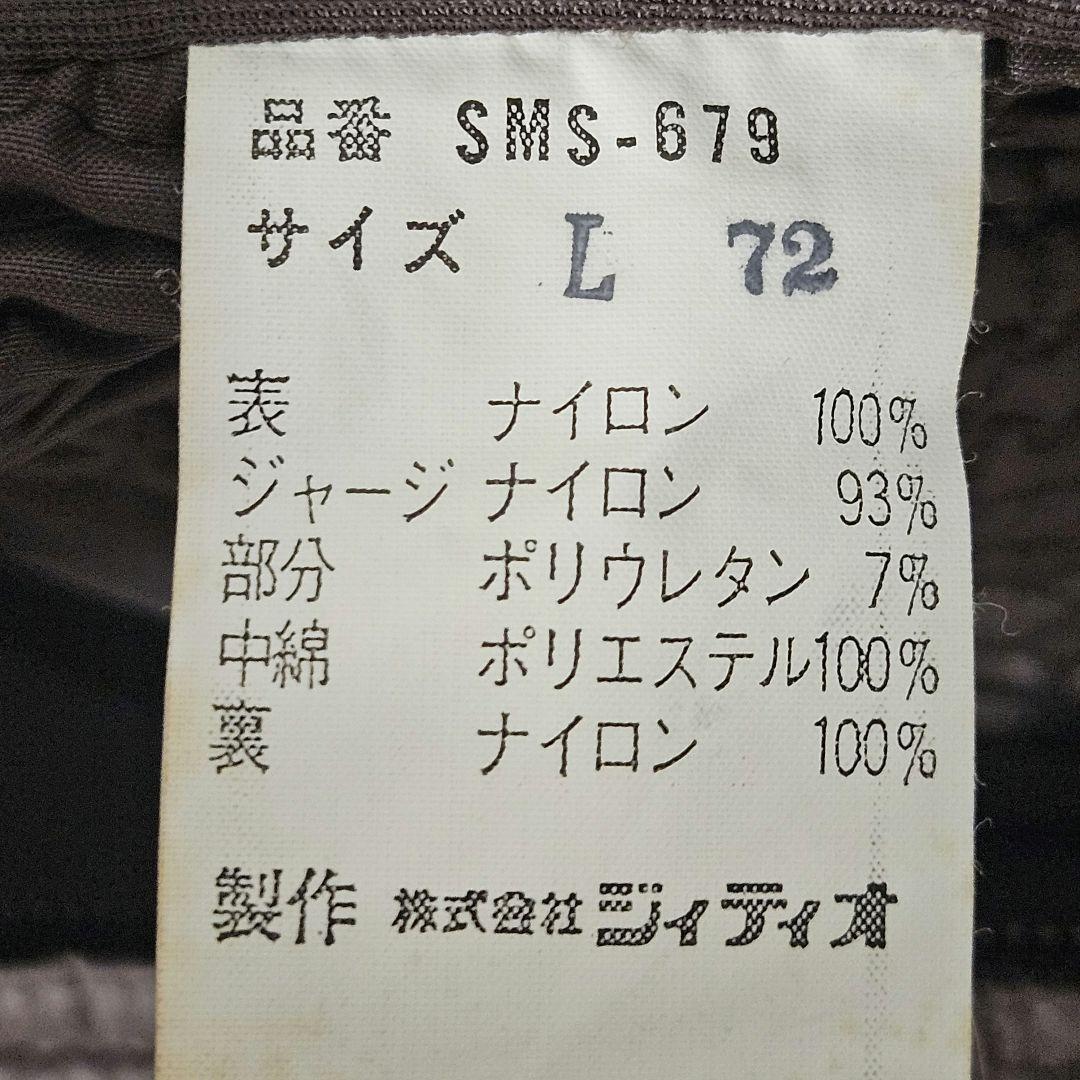 品番 SMS-679
サイズ L 72
表 ナイロン 100%
ジャージ ナイロン 93%
部分 ポリウレタン 7%
中綿 ポリエステル 100%
裏 ナイロン 100%
製作 株式会社ジィティオ